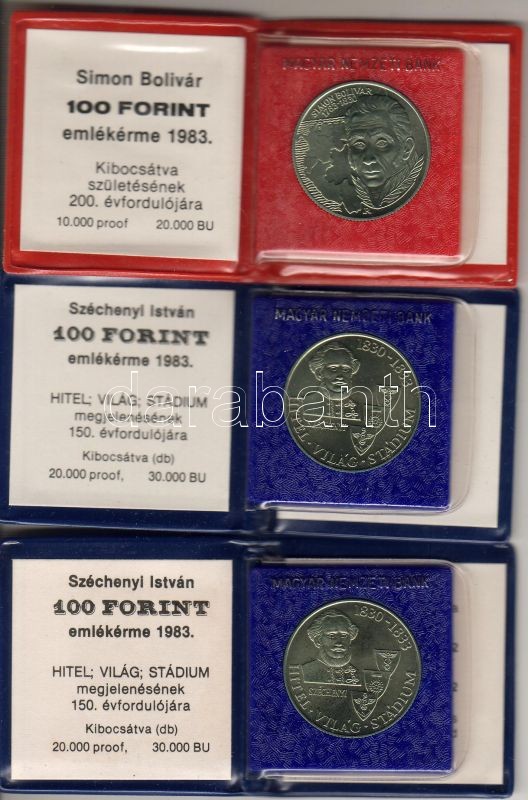 Simon Bolivár
100 FORINT
emlékérme 1983.
Kibocsátva
születésének
200. évfordulójára
10.000 proof 20.000 BU
MAGYAR NEMZETI BANK
SIMON BOLIVAR
1783-1830
Széchenyi István
100 FORINT
emlékérme 1983.
HITEL; VILÁG; STÁDIUM
megjelenésének
150. évfordulójára
Kibocsátva (db)
20.000 proof, 30.000 BU
MAGYAR NEMZETI BANK
1830-1833
HITEL·VILÁG·STÁDIUM
darabanth
Széchenyi István
100 FORINT
emlékérme 1983.
HITEL; VILÁG; STÁDIUM
megjelenésének
150. évfordulójára
Kibocsátva (db)
20.000 proof, 30.000 BU
MAGYAR NEMZETI BANK
1830-1833
SZÉCHENYI
HITEL·VILÁG·STÁDIUM